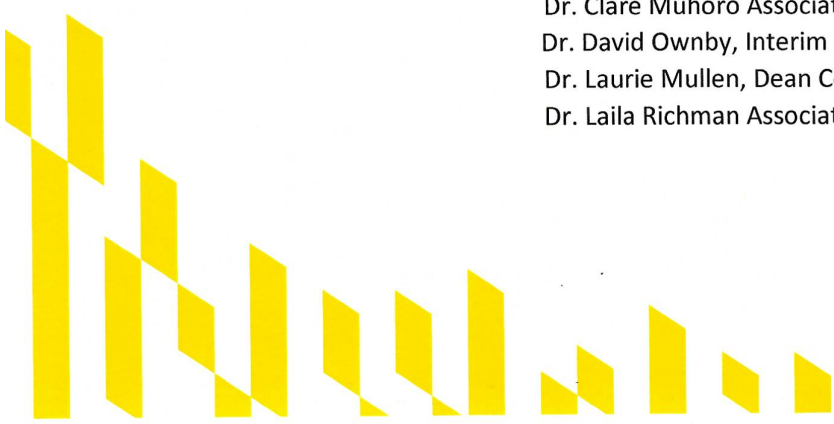 Dr. Clare Muhoro Associat
Dr. David Ownby, Interim
Dr. Laurie Mullen, Dean C
Dr. Laila Richman Associat